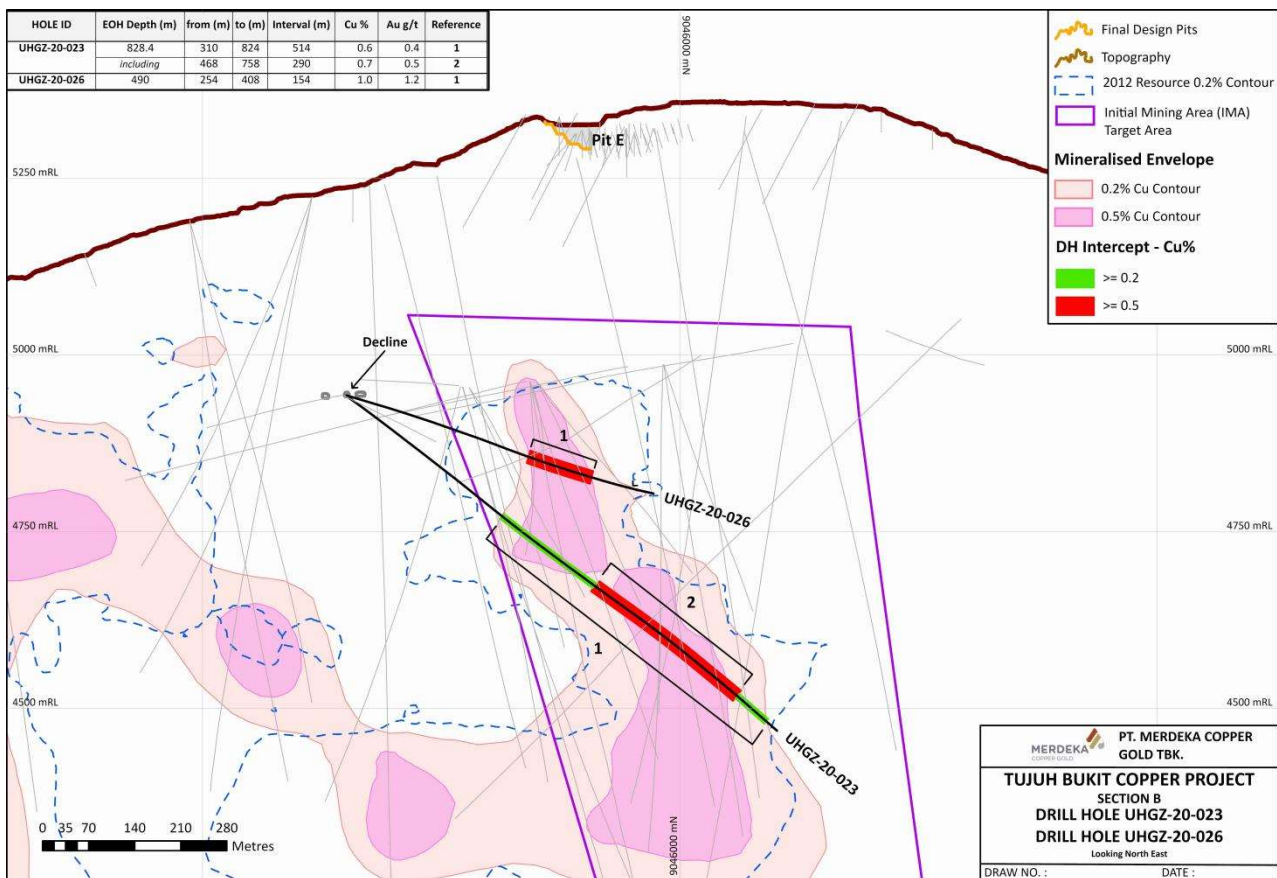 HOLE ID EOH Depth (m) from (m) to (m) Interval (m) Cu % Au g/t Reference
UHGZ-20-023 828.4 310 824 514 0.6 0.4 1
including 468 758 290 0.7 0.5 2
UHGZ-20-026 490 254 408 154 1.0 1.2 1
9046000 mN
Final Design Pits
Topography
2012 Resource 0.2% Contour
Initial Mining Area (IMA)
Target Area
Mineralised Envelope
0.2% Cu Contour
0.5% Cu Contour
DH Intercept - Cu%
>= 0.2
>= 0.5
Pit E
5250 mRL
Decline
5000 mRL
5000 mRL
1
UHGZ-20-026
4750 mRL
4750 mRL
2
1
4500 mRL
4500 mRL
UHGZ-20-023
9046000 mN
0 35 70 140 210 280
Metres
MERDEKA
COPPER GOLD
PT. MERDEKA COPPER
GOLD TBK.
TUJUH BUKIT COPPER PROJECT
SECTION B
DRILL HOLE UHGZ-20-023
DRILL HOLE UHGZ-20-026
Looking North East
DRAW NO. : DATE :